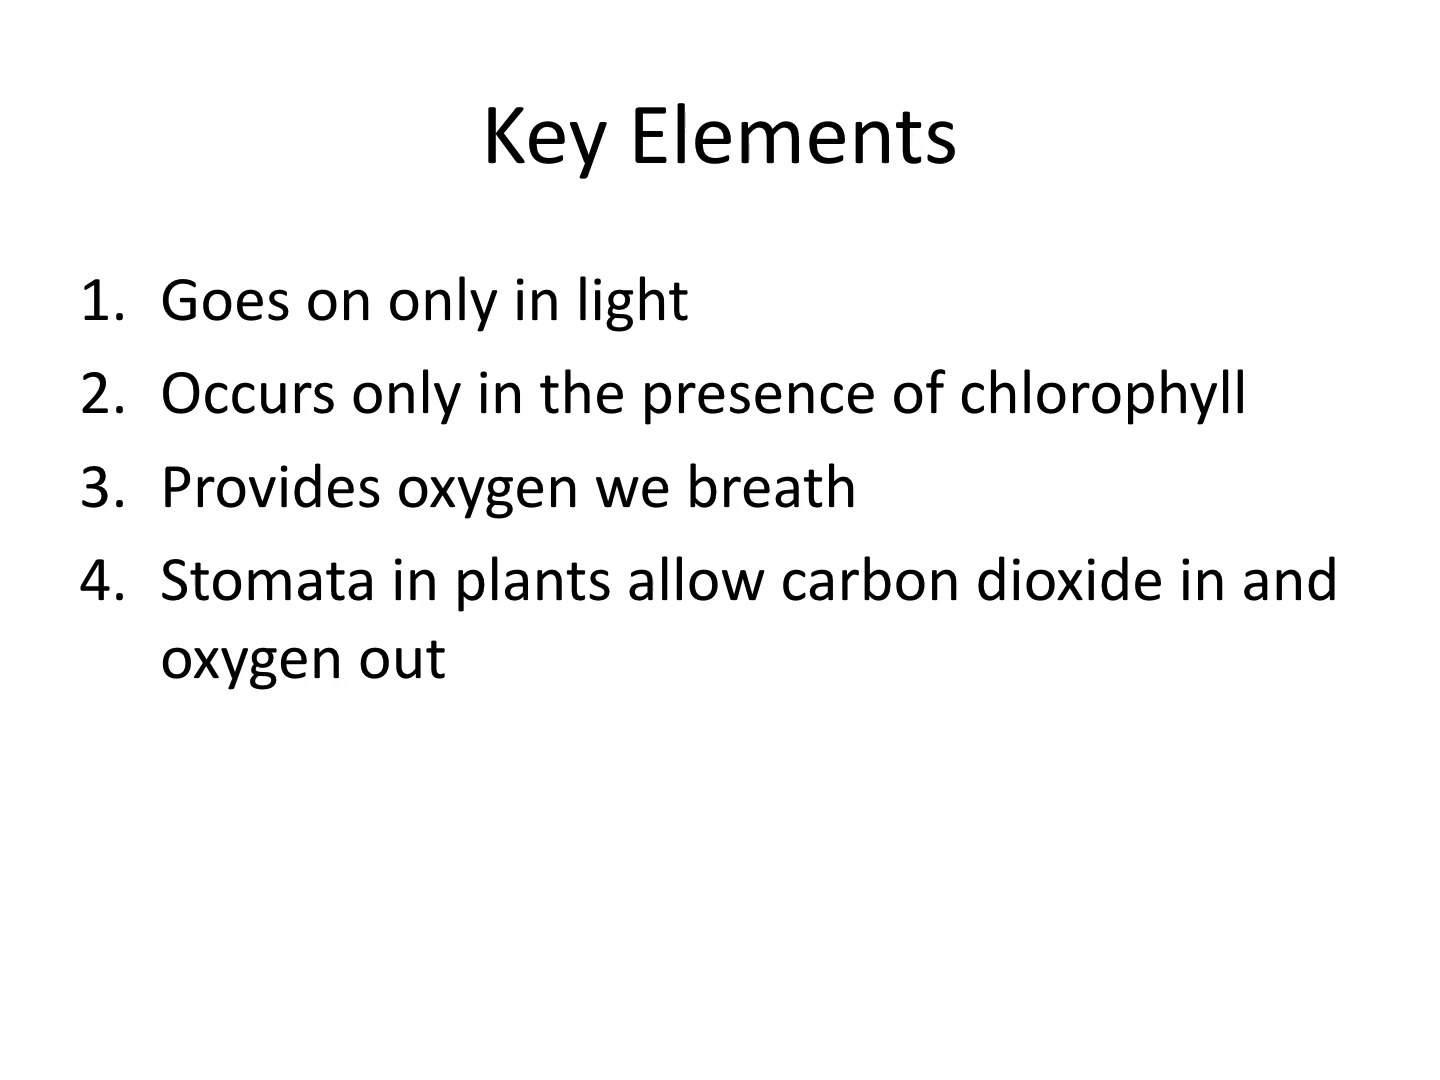 Key Elements
1. Goes on only in light
2. Occurs only in the presence of chlorophyll
3. Provides oxygen we breath
4. Stomata in plants allow carbon dioxide in and
oxygen out